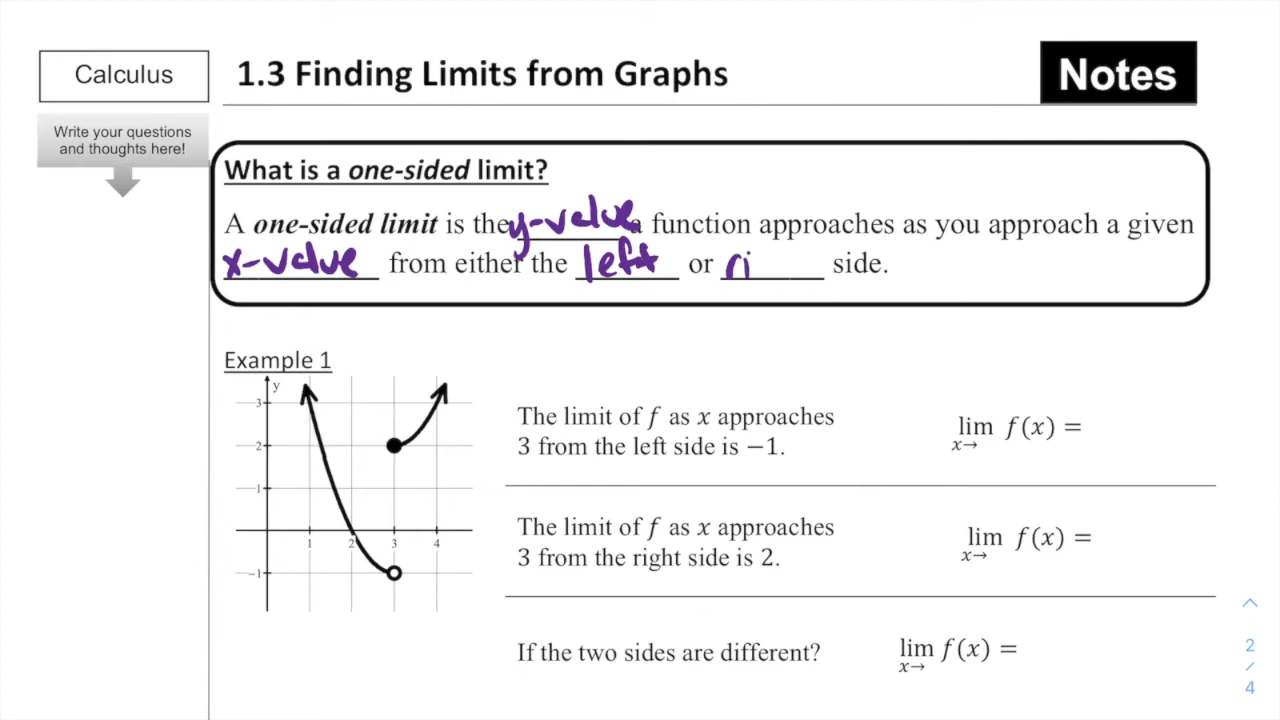 Calculus
1.3 Finding Limits from Graphs
Notes
Write your questions
and thoughts here!
What is a one-sided limit?
A one-sided limit is the y-value a function approaches as you approach a given
x-value from either the left or ri side.
Example 1
y
3
2
1
-1
1
2
3
4
The limit of f as x approaches
3 from the left side is −1.
lim f(x) =
x→
The limit of f as x approaches
3 from the right side is 2.
lim f(x) =
x→
If the two sides are different?
lim f(x) =
x→
2
/
4